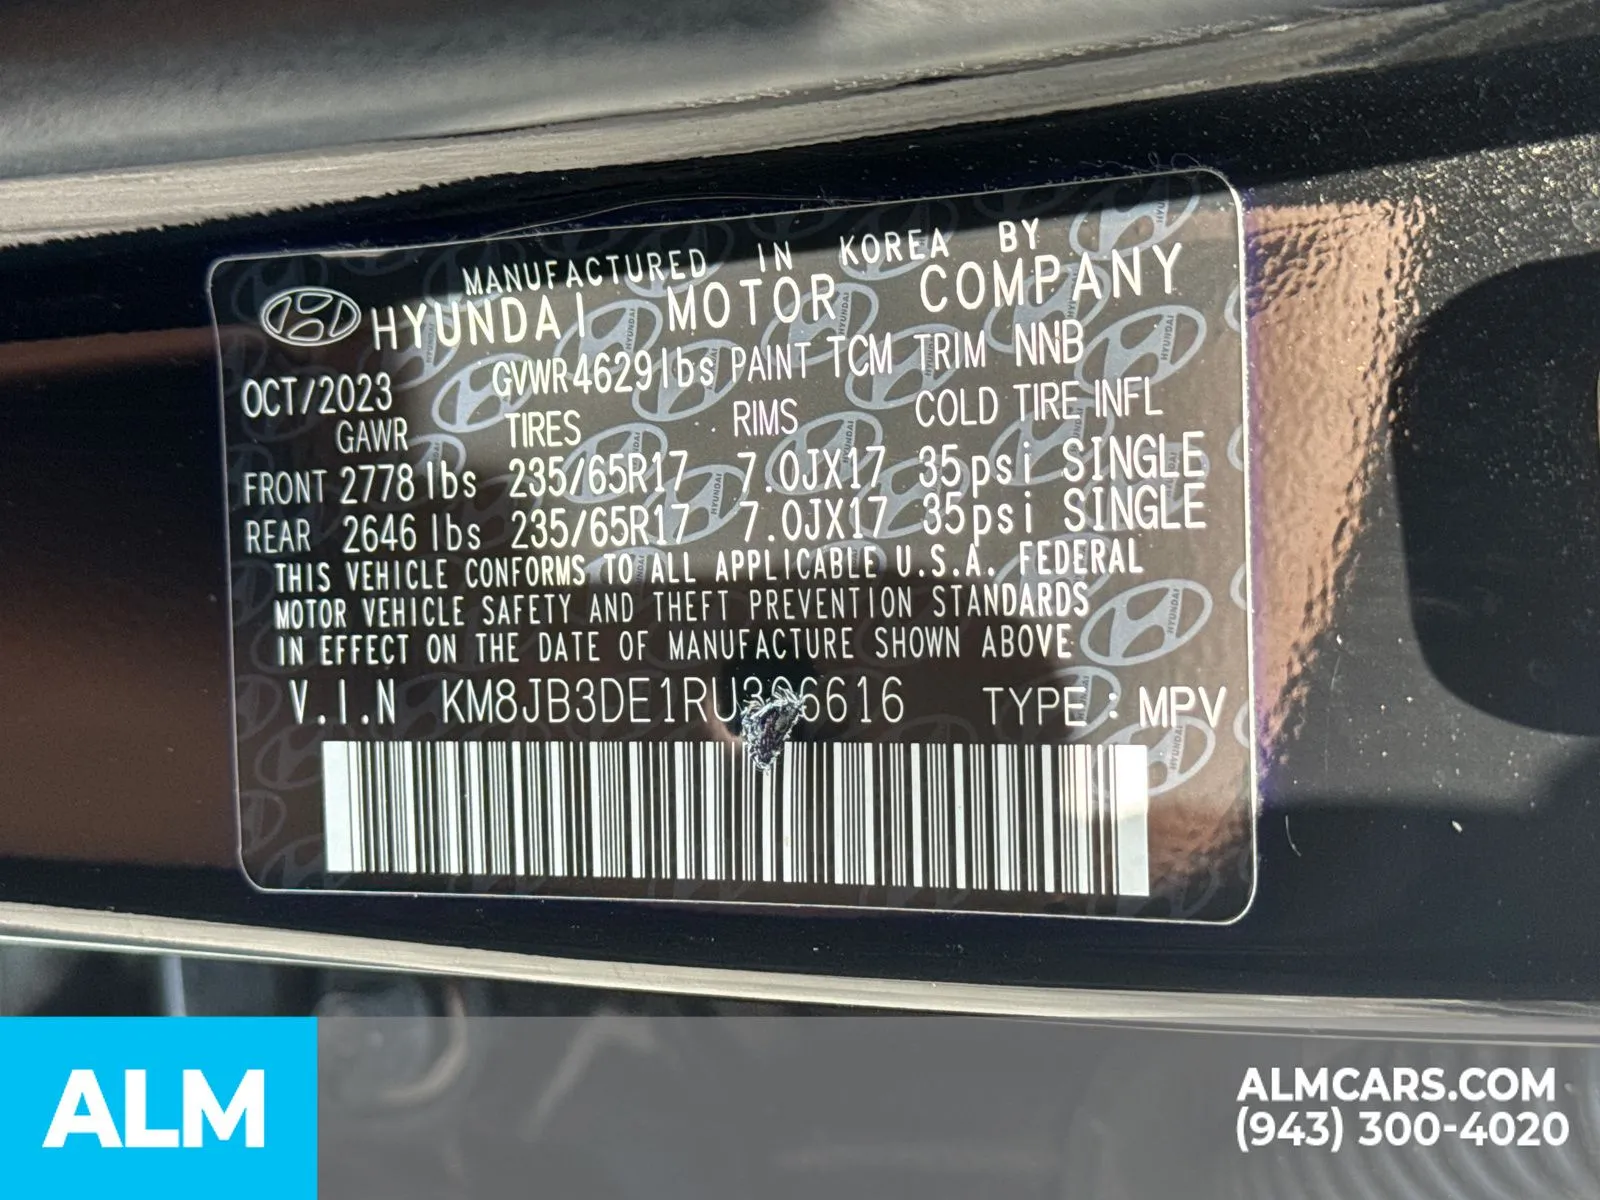 MANUFACTURED IN KOREA BY
HYUNDAI MOTOR COMPANY
OCT/2023 GVWR 4629 lbs PAINT TCM TRIM NNB
GAWR TIRES RIMS COLD TIRE INFL
FRONT 2778 lbs 235/65R17 7.0JX17 35psi SINGLE
REAR 2646 lbs 235/65R17 7.0JX17 35psi SINGLE
THIS VEHICLE CONFORMS TO ALL APPLICABLE U.S.A. FEDERAL
MOTOR VEHICLE SAFETY AND THEFT PREVENTION STANDARDS
IN EFFECT ON THE DATE OF MANUFACTURE SHOWN ABOVE
V.I.N KM8JB3DE1RU306616 TYPE : MPV
ALM
ALMCARS.COM
(943) 300-4020